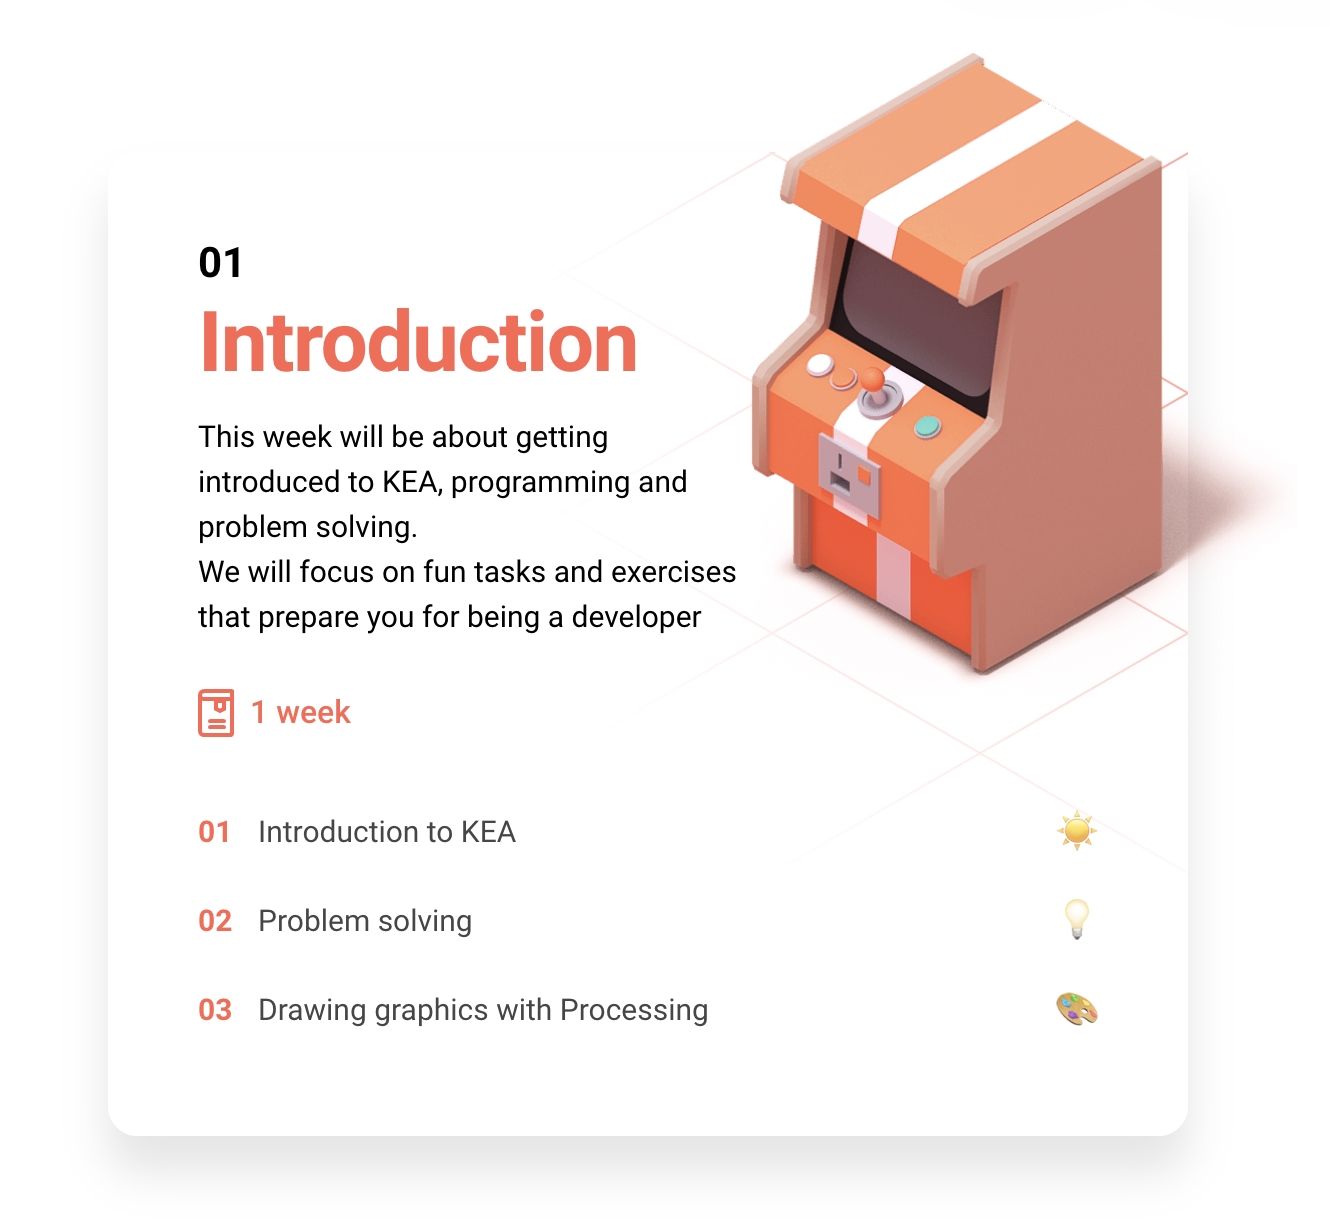 01
Introduction
This week will be about getting
introduced to KEA, programming and
problem solving.
We will focus on fun tasks and exercises
that prepare you for being a developer
1 week
01 Introduction to KEA
02 Problem solving
03 Drawing graphics with Processing